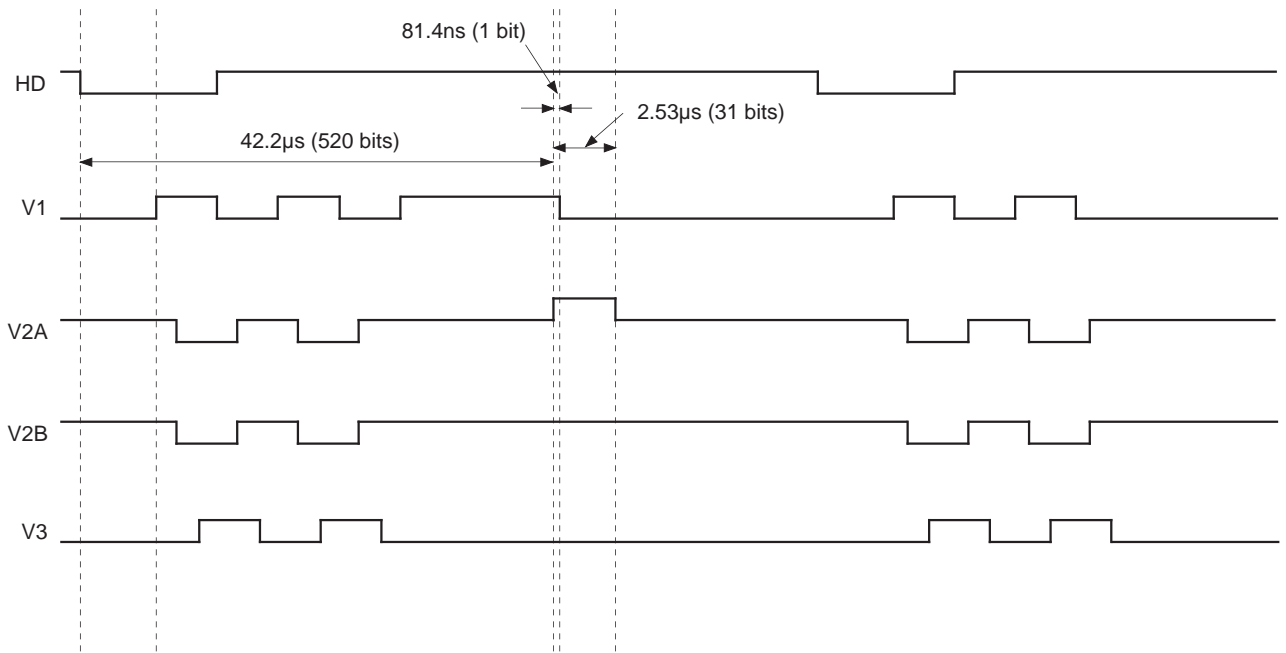 81.4ns (1 bit)
HD
2.53μs (31 bits)
42.2μs (520 bits)
V1
V2A
V2B
V3